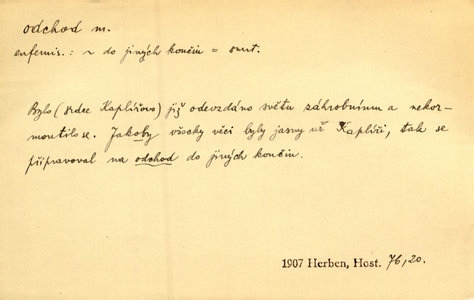 odchod m.
eufemis.: ~ do jiných končin = smrt.
Bylo (srdce Kaplířovo) již odevzdáno světu záhrobnímu a nekor-
moutilo se. Jakoby všecky věci byly jasny už Kaplíři, tak se
připravoval na odchod do jiných končin.
1907 Herben, Host. 76,20.